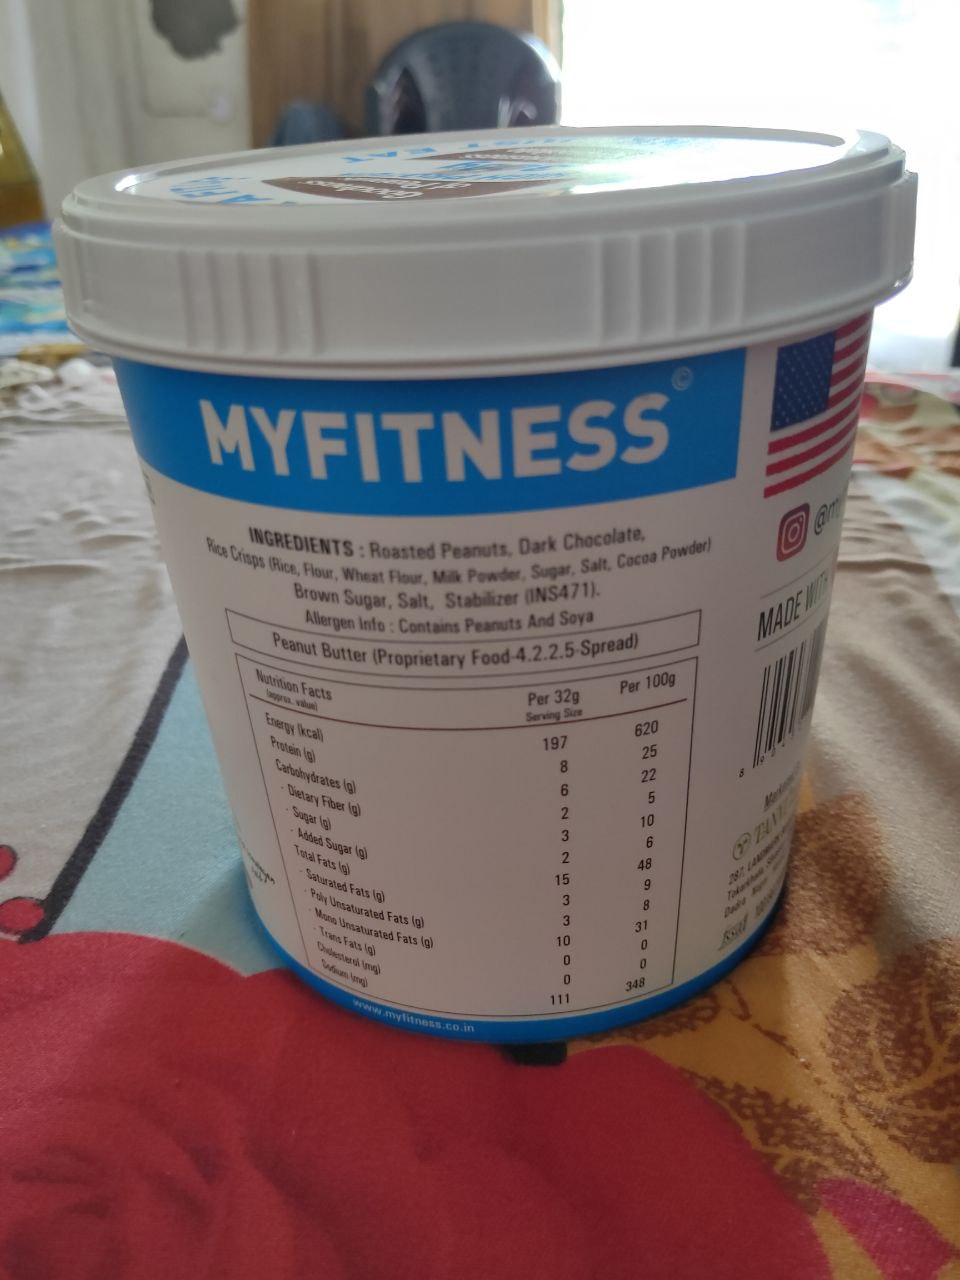 MYFITNESS
©
INGREDIENTS : Roasted Peanuts, Dark Chocolate,
Rice Crisps (Rice, Flour, Wheat Flour, Milk Powder, Sugar, Salt, Cocoa Powder)
Brown Sugar, Salt, Stabilizer (INS471).
Allergen Info : Contains Peanuts And Soya
Peanut Butter (Proprietary Food-4.2.2.5-Spread)
Nutrition Facts Per 32g Per 100g
(approx. value) Serving Size
Energy (kcal) 197 620
Protein (g) 8 25
Carbohydrates (g) 6 22
· Dietary Fiber (g) 2 5
· Sugar (g) 3 10
· Added Sugar (g) 2 6
Total Fats (g) 15 48
· Saturated Fats (g) 3 9
· Poly Unsaturated Fats (g) 3 8
· Mono Unsaturated Fats (g) 10 31
· Trans Fats (g) 0 0
Cholesterol (mg) 0 0
Sodium (mg) 111 348
www.myfitness.co.in
MADE WITH
fssai